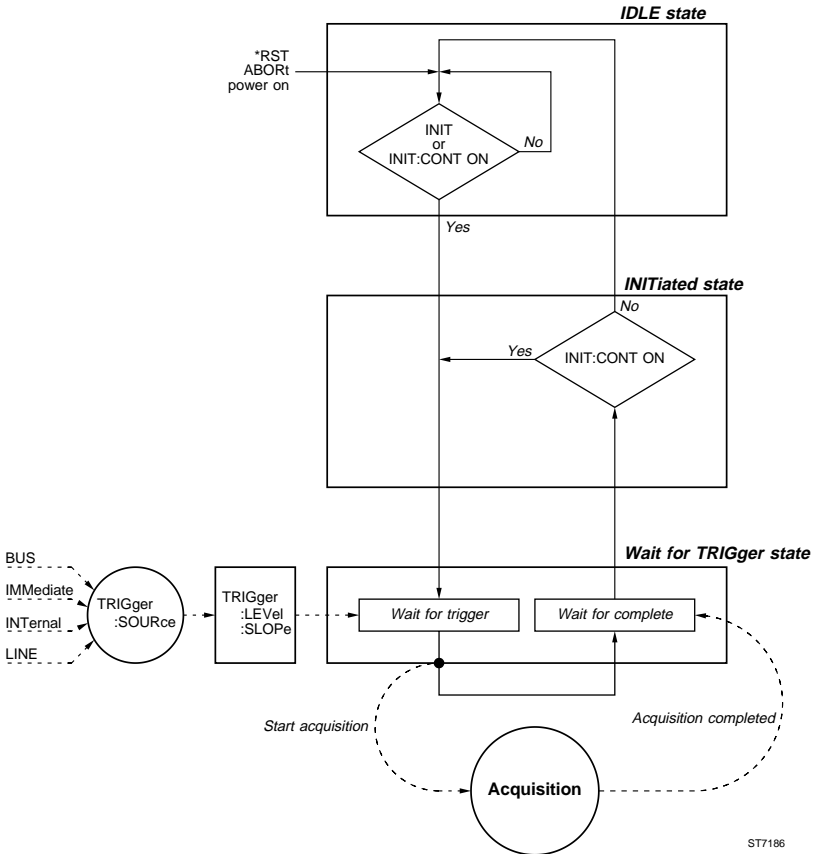 IDLE state
*RST
ABORt
power on
INIT
or
INIT:CONT ON
No
Yes
INITiated state
No
Yes
INIT:CONT ON
Wait for TRIGger state
BUS
IMMediate
INTernal
LINE
TRIGger
:SOURce
TRIGger
:LEVel
:SLOPe
Wait for trigger
Wait for complete
Start acquisition
Acquisition completed
Acquisition
ST7186